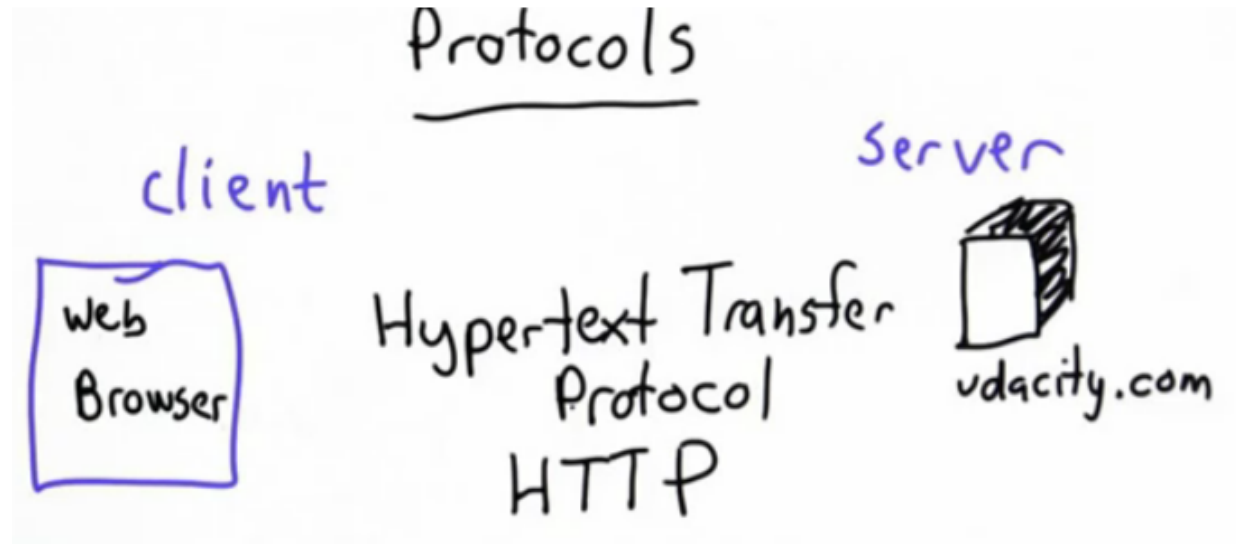 Protocols
client
server
Web
Browser
Hypertext Transfer
Protocol
HTTP
udacity.com